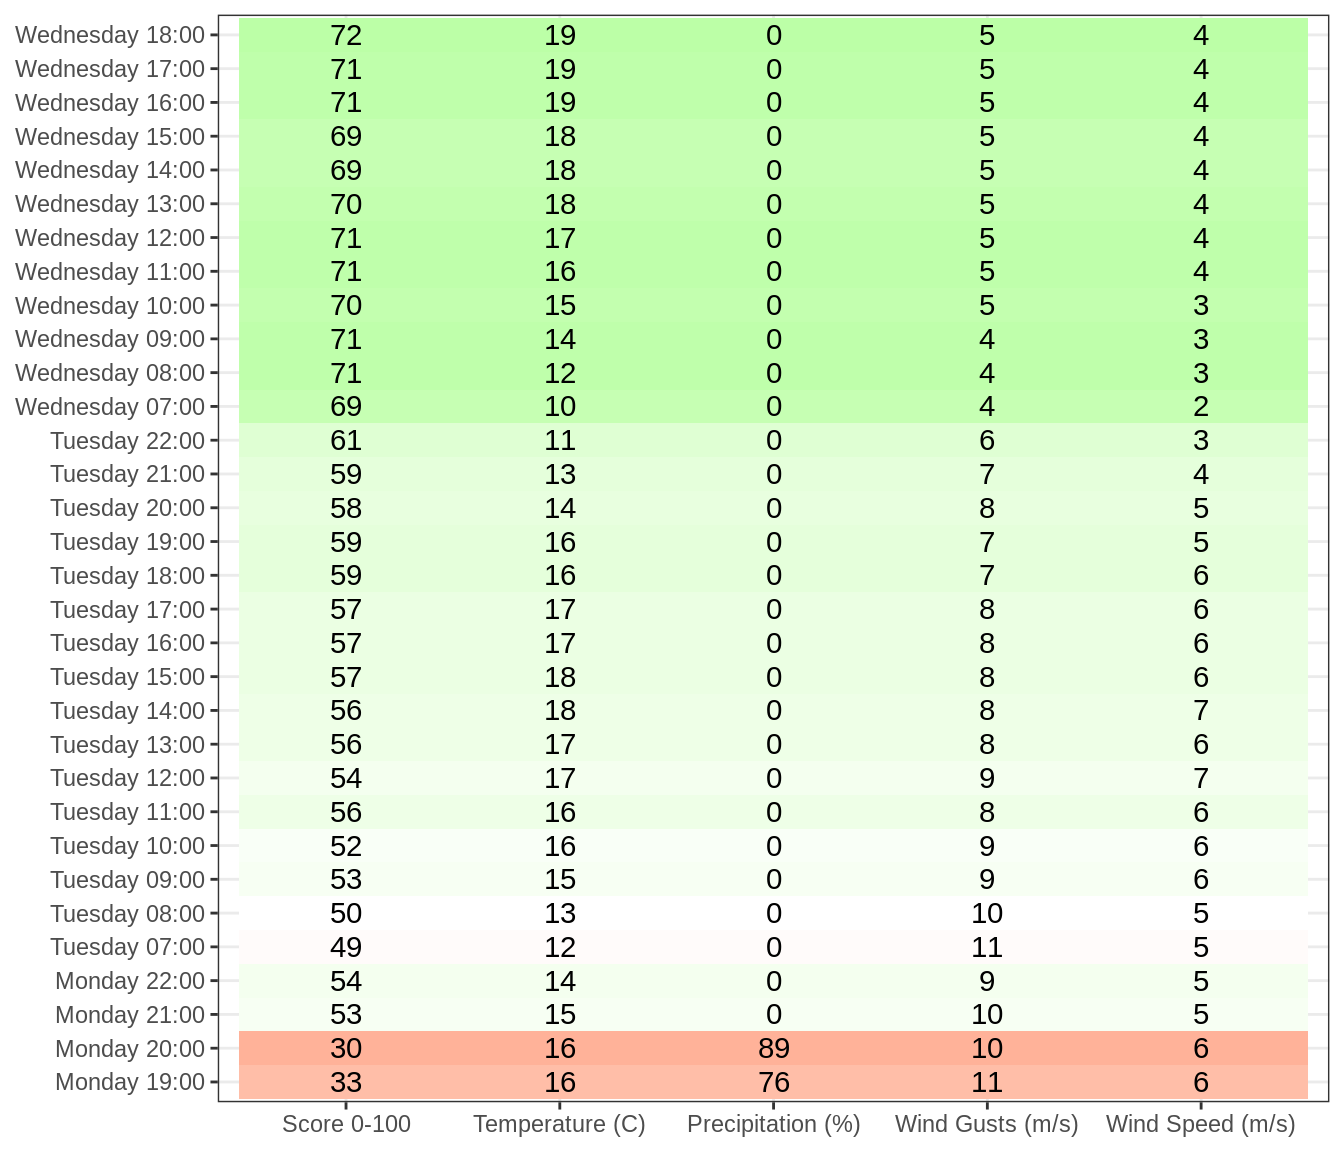 Wednesday 18:00 72 19 0 5 4
Wednesday 17:00 71 19 0 5 4
Wednesday 16:00 71 19 0 5 4
Wednesday 15:00 69 18 0 5 4
Wednesday 14:00 69 18 0 5 4
Wednesday 13:00 70 18 0 5 4
Wednesday 12:00 71 17 0 5 4
Wednesday 11:00 71 16 0 5 4
Wednesday 10:00 70 15 0 5 3
Wednesday 09:00 71 14 0 4 3
Wednesday 08:00 71 12 0 4 3
Wednesday 07:00 69 10 0 4 2
Tuesday 22:00 61 11 0 6 3
Tuesday 21:00 59 13 0 7 4
Tuesday 20:00 58 14 0 8 5
Tuesday 19:00 59 16 0 7 5
Tuesday 18:00 59 16 0 7 6
Tuesday 17:00 57 17 0 8 6
Tuesday 16:00 57 17 0 8 6
Tuesday 15:00 57 18 0 8 6
Tuesday 14:00 56 18 0 8 7
Tuesday 13:00 56 17 0 8 6
Tuesday 12:00 54 17 0 9 7
Tuesday 11:00 56 16 0 8 6
Tuesday 10:00 52 16 0 9 6
Tuesday 09:00 53 15 0 9 6
Tuesday 08:00 50 13 0 10 5
Tuesday 07:00 49 12 0 11 5
Monday 22:00 54 14 0 9 5
Monday 21:00 53 15 0 10 5
Monday 20:00 30 16 89 10 6
Monday 19:00 33 16 76 11 6
Score 0-100 Temperature (C) Precipitation (%) Wind Gusts (m/s) Wind Speed (m/s)